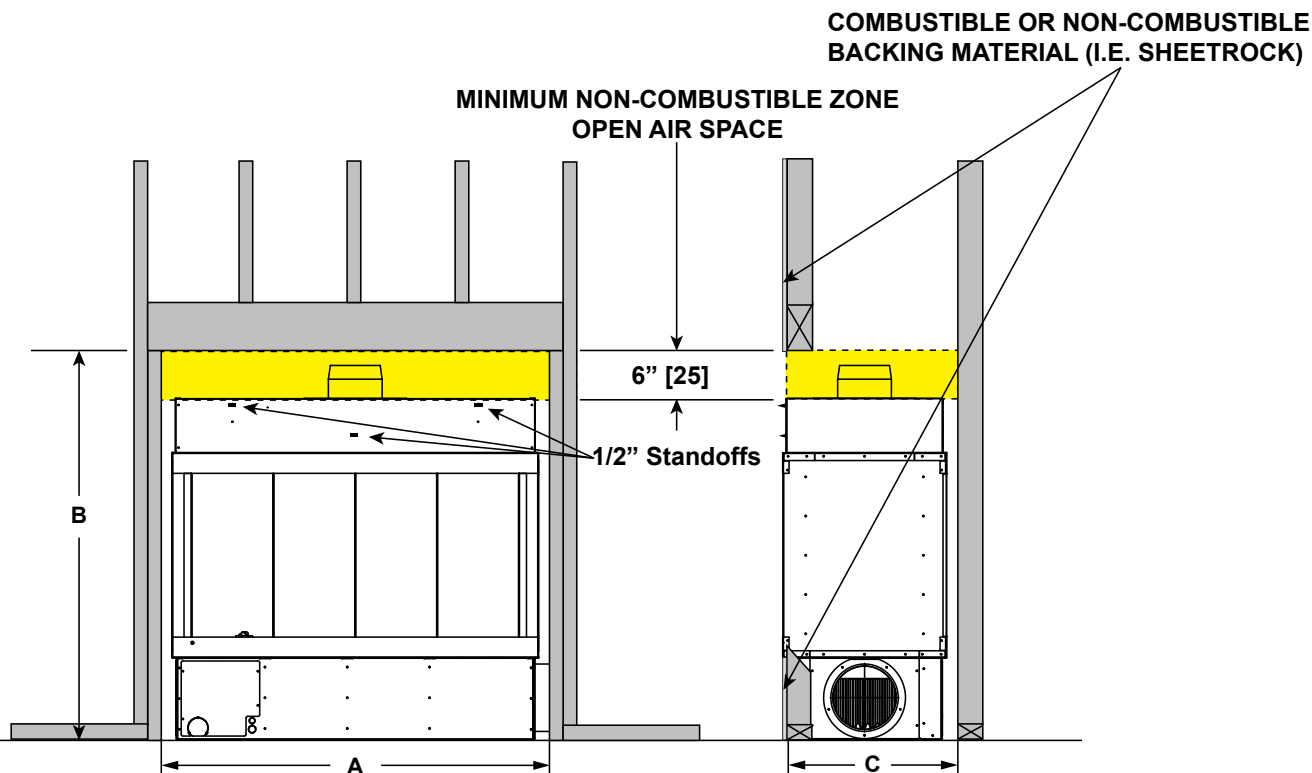 COMBUSTIBLE OR NON-COMBUSTIBLE
BACKING MATERIAL (I.E. SHEETROCK)
MINIMUM NON-COMBUSTIBLE ZONE
OPEN AIR SPACE
6” [25]
1/2” Standoffs
B
A
C